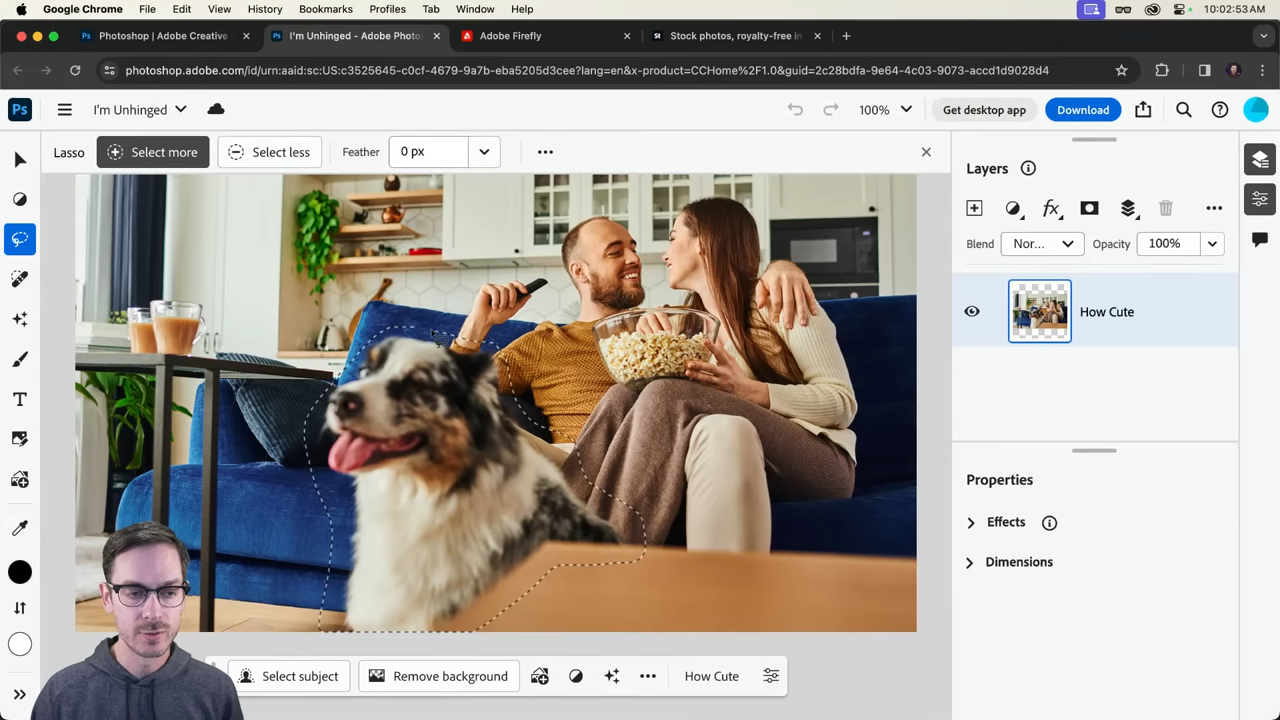 Google Chrome File Edit View History Bookmarks Profiles Tab Window Help 10:02:53 AM
Photoshop | Adobe Creative I'm Unhinged - Adobe Photo Adobe Firefly Stock photos, royalty-free in
photoshop.adobe.com/id/urn:aaid:sc:US:c3525645-c0cf-4679-9a7b-eba5205d3cee?lang=en&x-product=CCHome%2F1.0&guid=2c28bdfa-9e64-4c03-9073-accd1d9028d4
Ps I'm Unhinged 100% Get desktop app Download
Lasso Select more Select less Feather 0 px
Layers
fx
Blend Nor... Opacity 100%
How Cute
T
Properties
Effects
Dimensions
Select subject Remove background How Cute